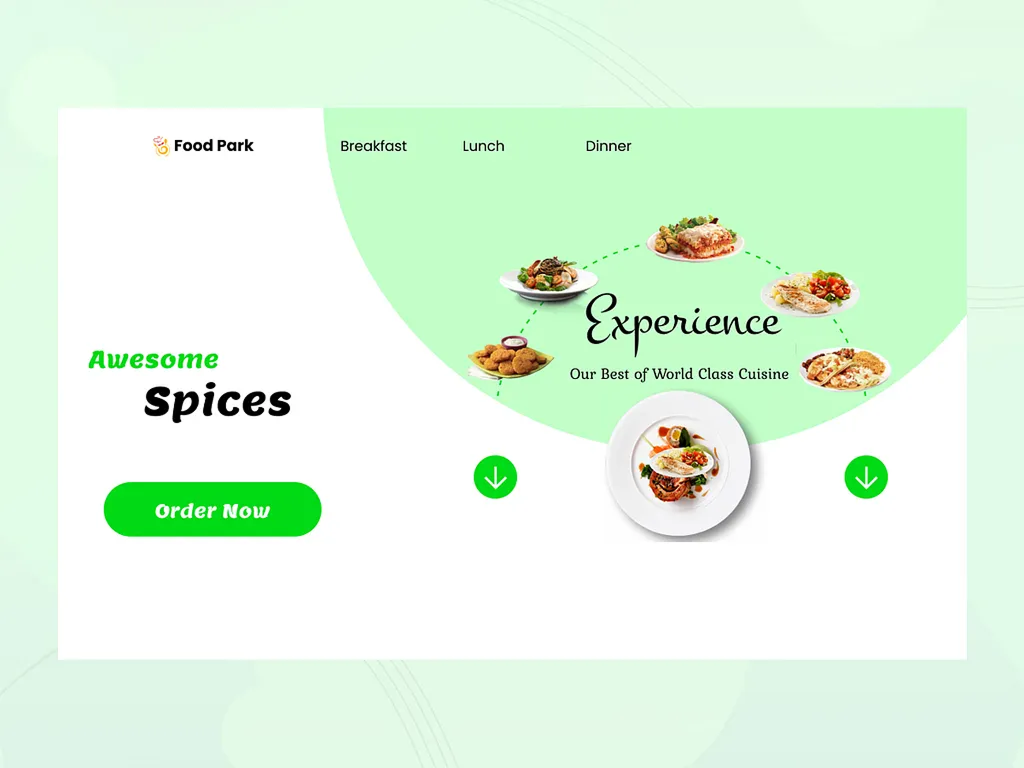 Food Park
Breakfast
Lunch
Dinner
Experience
Our Best of World Class Cuisine
Awesome
Spices
Order Now